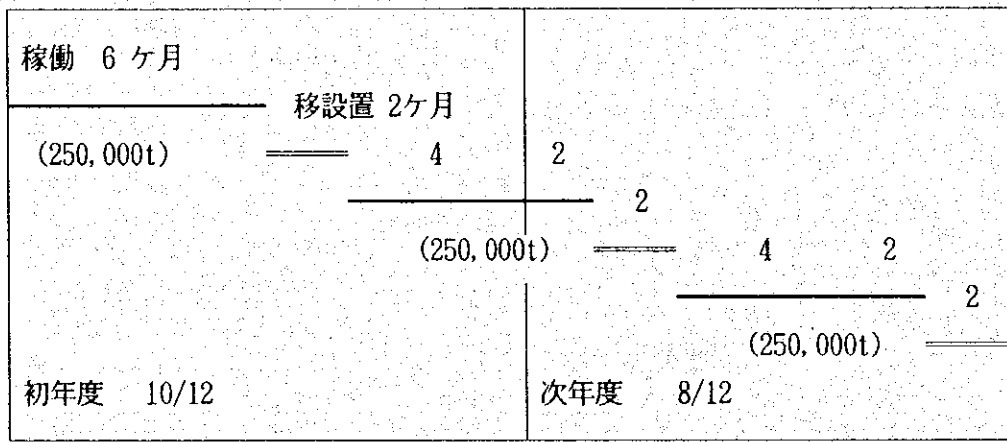 稼働 6 ケ月
移設置 2ケ月
(250,000t) 4 2
2
(250,000t) 4 2
2
(250,000t)
初年度 10/12 次年度 8/12